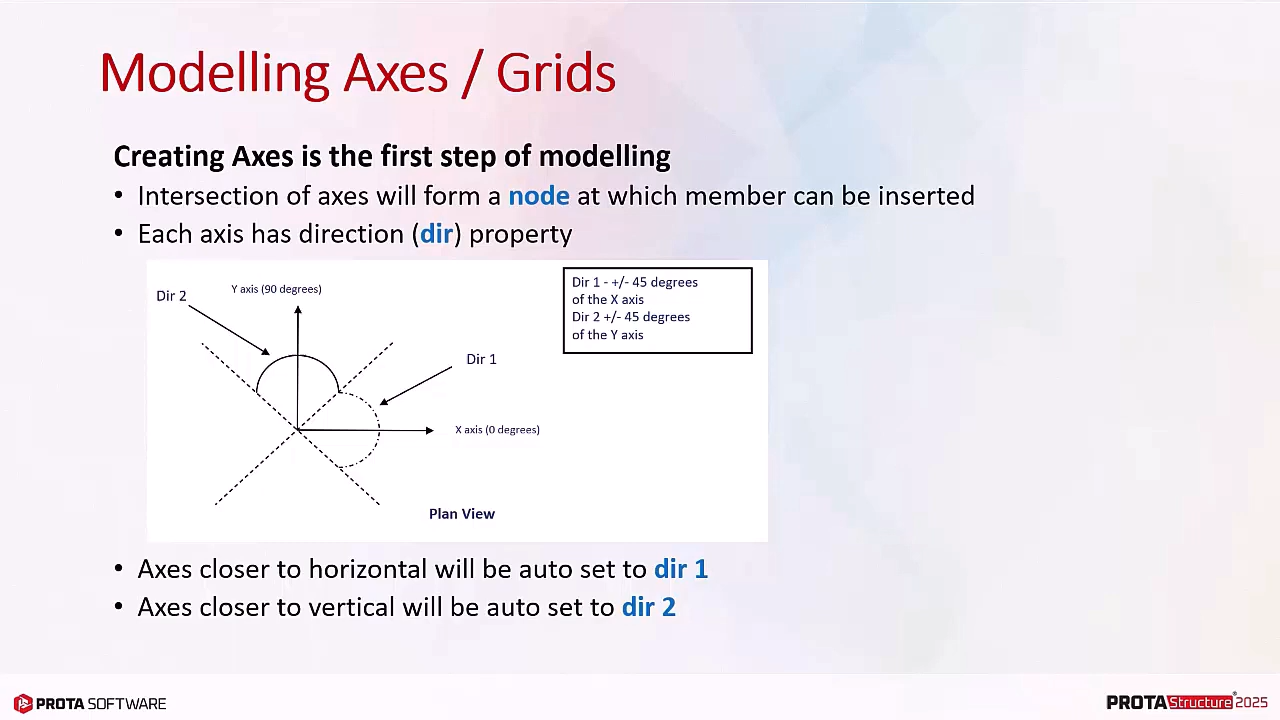 Modelling Axes / Grids
Creating Axes is the first step of modelling
• Intersection of axes will form a node at which member can be inserted
• Each axis has direction (dir) property
Dir 2
Y axis (90 degrees)
Dir 1 - +/- 45 degrees
of the X axis
Dir 2 +/- 45 degrees
of the Y axis
Dir 1
X axis (0 degrees)
Plan View
• Axes closer to horizontal will be auto set to dir 1
• Axes closer to vertical will be auto set to dir 2
PROTA SOFTWARE
PROTAStructure® 2025